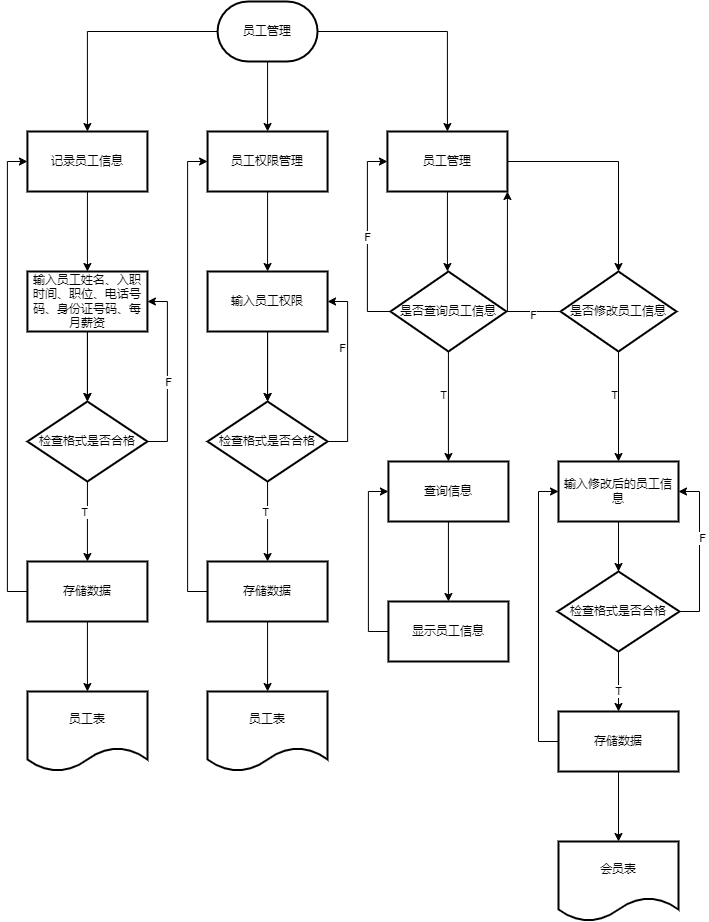 员工管理
记录员工信息
员工权限管理
员工管理
F
输入员工姓名、入职
时间、职位、电话号
码、身份证号码、每
月薪资
输入员工权限
是否查询员工信息
F
是否修改员工信息
F
F
T
T
检查格式是否合格
检查格式是否合格
查询信息
输入修改后的员工信
息
T
T
F
存储数据
存储数据
显示员工信息
检查格式是否合格
T
员工表
员工表
存储数据
会员表